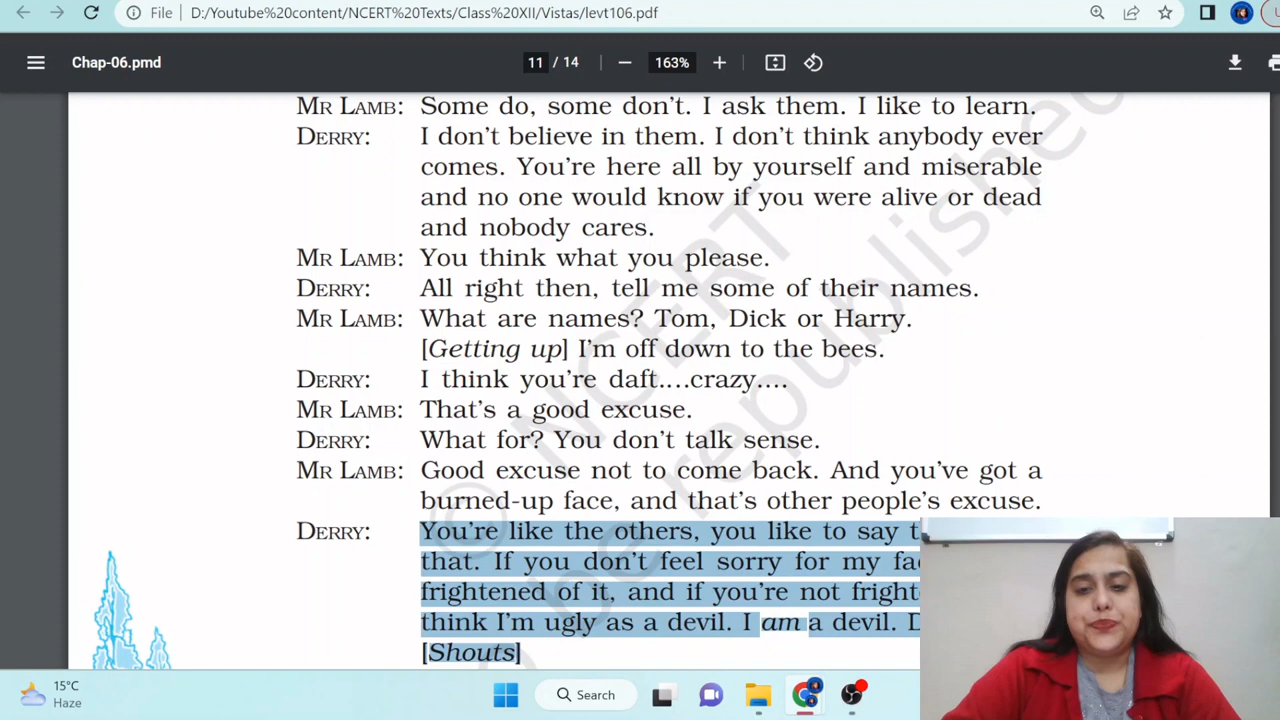 File D:/Youtube%20content/NCERT%20Texts/Class%20XII/Vistas/levt106.pdf
Chap-06.pmd 11 / 14 163%
MR LAMB: Some do, some don't. I ask them. I like to learn.
DERRY: I don't believe in them. I don't think anybody ever
comes. You're here all by yourself and miserable
and no one would know if you were alive or dead
and nobody cares.
MR LAMB: You think what you please.
DERRY: All right then, tell me some of their names.
MR LAMB: What are names? Tom, Dick or Harry.
[Getting up] I'm off down to the bees.
DERRY: I think you're daft....crazy....
MR LAMB: That's a good excuse.
DERRY: What for? You don't talk sense.
MR LAMB: Good excuse not to come back. And you've got a
burned-up face, and that's other people's excuse.
DERRY: You're like the others, you like to say
that. If you don't feel sorry for my
frightened of it, and if you're not
think I'm ugly as a devil. I am a devil.
[Shouts]
© NCERT
be republished
15°C
Haze
Search